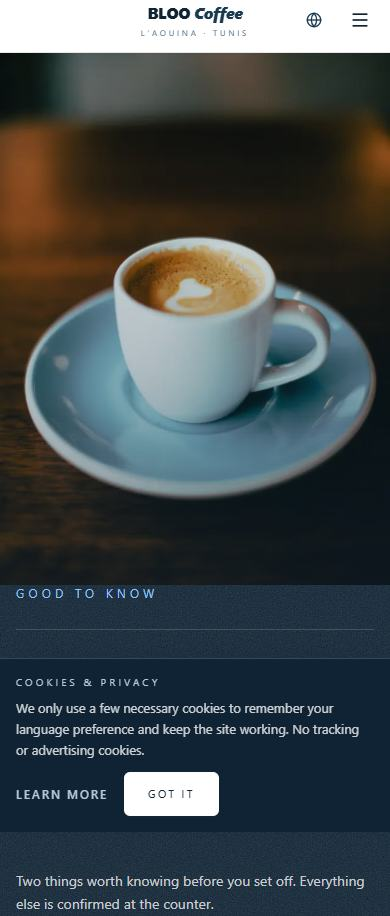 BLOO Coffee
L'AOUINA · TUNIS
GOOD TO KNOW
COOKIES & PRIVACY
We only use a few necessary cookies to remember your
language preference and keep the site working. No tracking
or advertising cookies.
LEARN MORE GOT IT
Two things worth knowing before you set off. Everything
else is confirmed at the counter.